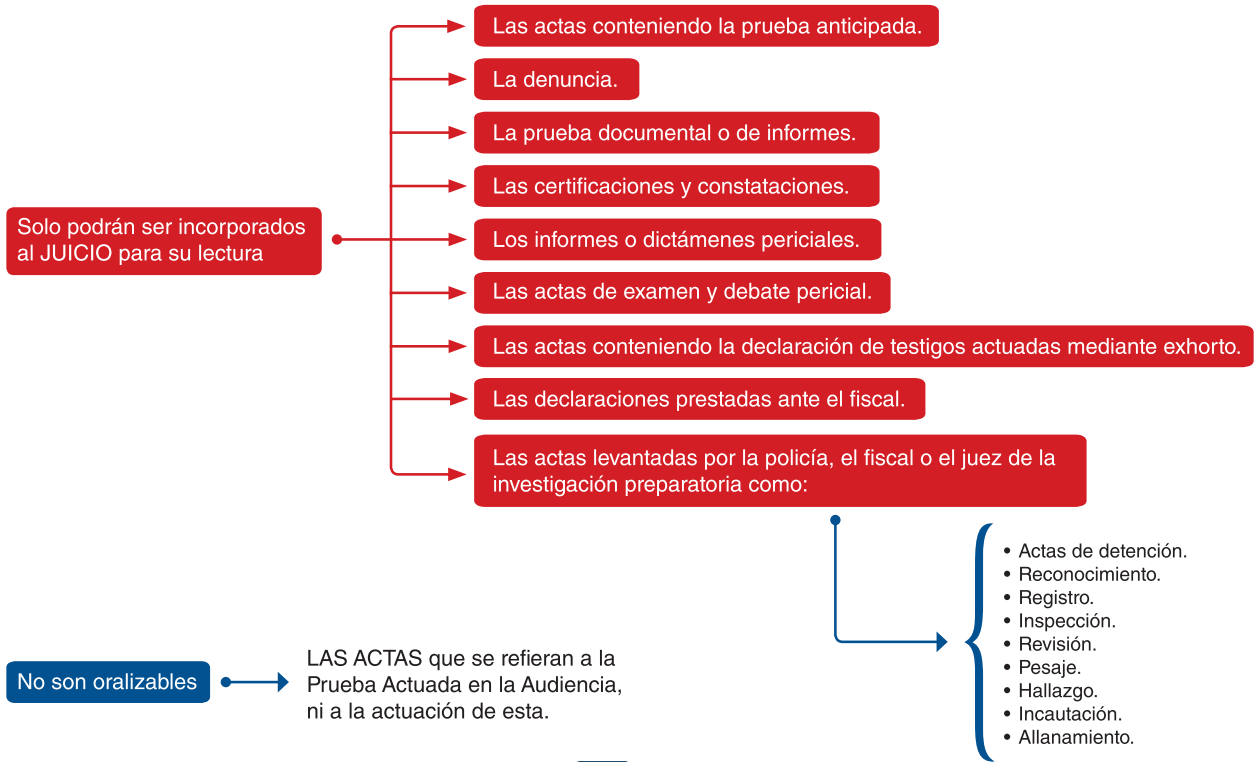 Solo podrán ser incorporados
al JUICIO para su lectura
Las actas conteniendo la prueba anticipada.
La denuncia.
La prueba documental o de informes.
Las certificaciones y constataciones.
Los informes o dictámenes periciales.
Las actas de examen y debate pericial.
Las actas conteniendo la declaración de testigos actuadas mediante exhorto.
Las declaraciones prestadas ante el fiscal.
Las actas levantadas por la policía, el fiscal o el juez de la
investigación preparatoria como:
• Actas de detención.
• Reconocimiento.
• Registro.
• Inspección.
• Revisión.
• Pesaje.
• Hallazgo.
• Incautación.
• Allanamiento.
No son oralizables
LAS ACTAS que se refieran a la
Prueba Actuada en la Audiencia,
ni a la actuación de esta.